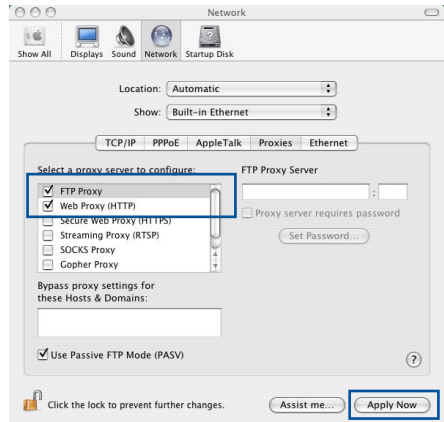 Network
Show All Displays Sound Network Startup Disk
Location: Automatic
Show: Built-in Ethernet
TCP/IP PPPoE AppleTalk Proxies Ethernet
Select a proxy server to configure: FTP Proxy Server
FTP Proxy
Web Proxy (HTTP) :
Secure Web Proxy (HTTPS) Proxy server requires password
Streaming Proxy (RTSP) Set Password...
SOCKS Proxy
Gopher Proxy
Bypass proxy settings for
these Hosts & Domains:
Use Passive FTP Mode (PASV) ?
Click the lock to prevent further changes. Assist me... Apply Now